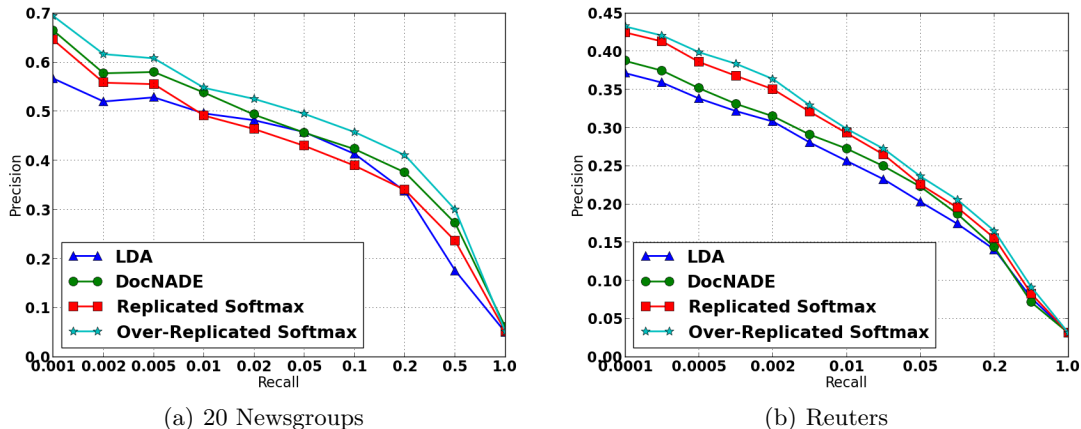 0.7
0.6
0.5
0.4
0.3
0.2
0.1
0.0
Precision
0.001 0.002 0.005 0.01 0.02 0.05 0.1 0.2 0.5 1.0
Recall
LDA
DocNADE
Replicated Softmax
Over-Replicated Softmax
(a) 20 Newsgroups
0.45
0.40
0.35
0.30
0.25
0.20
0.15
0.10
0.05
0.00
Precision
0.0001 0.0005 0.002 0.01 0.05 0.2 1.0
Recall
LDA
DocNADE
Replicated Softmax
Over-Replicated Softmax
(b) Reuters